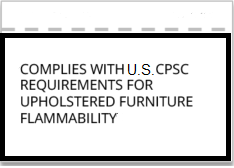 COMPLIES WITH U.S. CPSC
REQUIREMENTS FOR
UPHOLSTERED FURNITURE
FLAMMABILITY